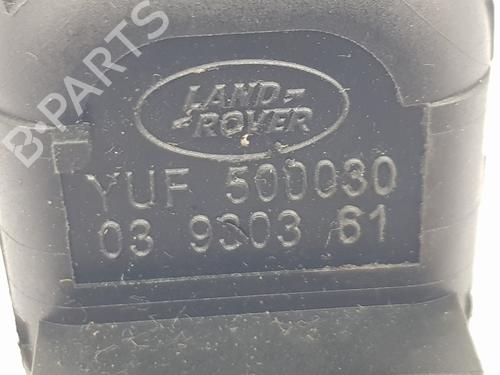 B-PARTS
LAND-
ROVER
YUF 500030
03 9303 61